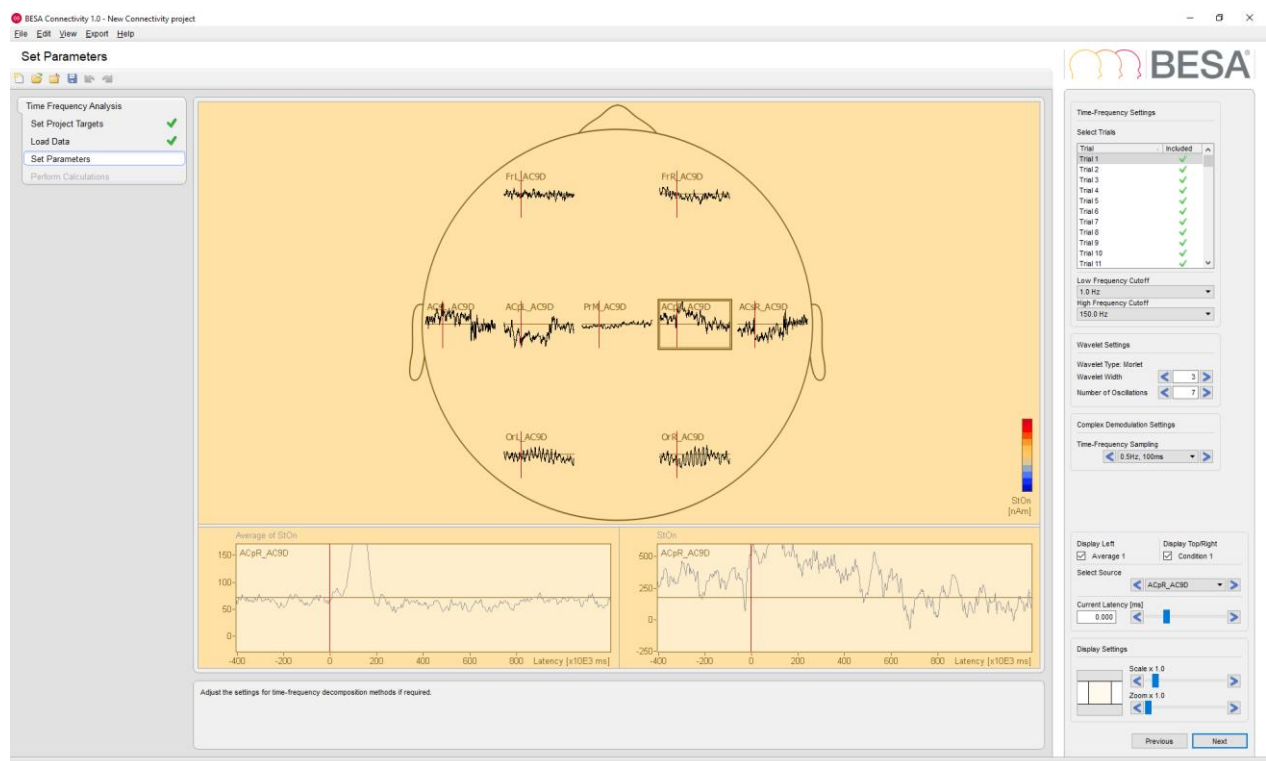 BESA Connectivity 1.0 - New Connectivity project
File Edit View Export Help
Set Parameters
BESA®
Time Frequency Analysis
Set Project Targets
Load Data
Set Parameters
Perform Calculations
FrL_AC9D
FrR_AC9D
ACpL_AC9D
PrM_AC9D
ACpR_AC9D
ACsR_AC9D
OrL_AC9D
OrR_AC9D
StOn
[nAm]
Average of StOn
ACpR_AC9D
150-
100-
50-
0-
-400 -200 0 200 400 600 800 Latency [x10E3 ms]
StOn
ACpR_AC9D
500-
250-
0-
-250-
-400 -200 0 200 400 600 800 Latency [x10E3 ms]
Adjust the settings for time-frequency decomposition methods if required.
Time-Frequency Settings
Select Trials
Trial Included
Trial 1
Trial 2
Trial 3
Trial 4
Trial 5
Trial 6
Trial 7
Trial 8
Trial 9
Trial 10
Trial 11
Low Frequency Cutoff
1.0 Hz
High Frequency Cutoff
150.0 Hz
Wavelet Settings
Wavelet Type: Morlet
Wavelet Width 3
Number of Oscillations 7
Complex Demodulation Settings
Time-Frequency Sampling
0.5Hz, 100ms
Display Left Display Top/Right
Average 1 Condition 1
Select Source
ACpR_AC9D
Current Latency [ms]
0.000
Display Settings
Scale x 1.0
Zoom x 1.0
Previous Next